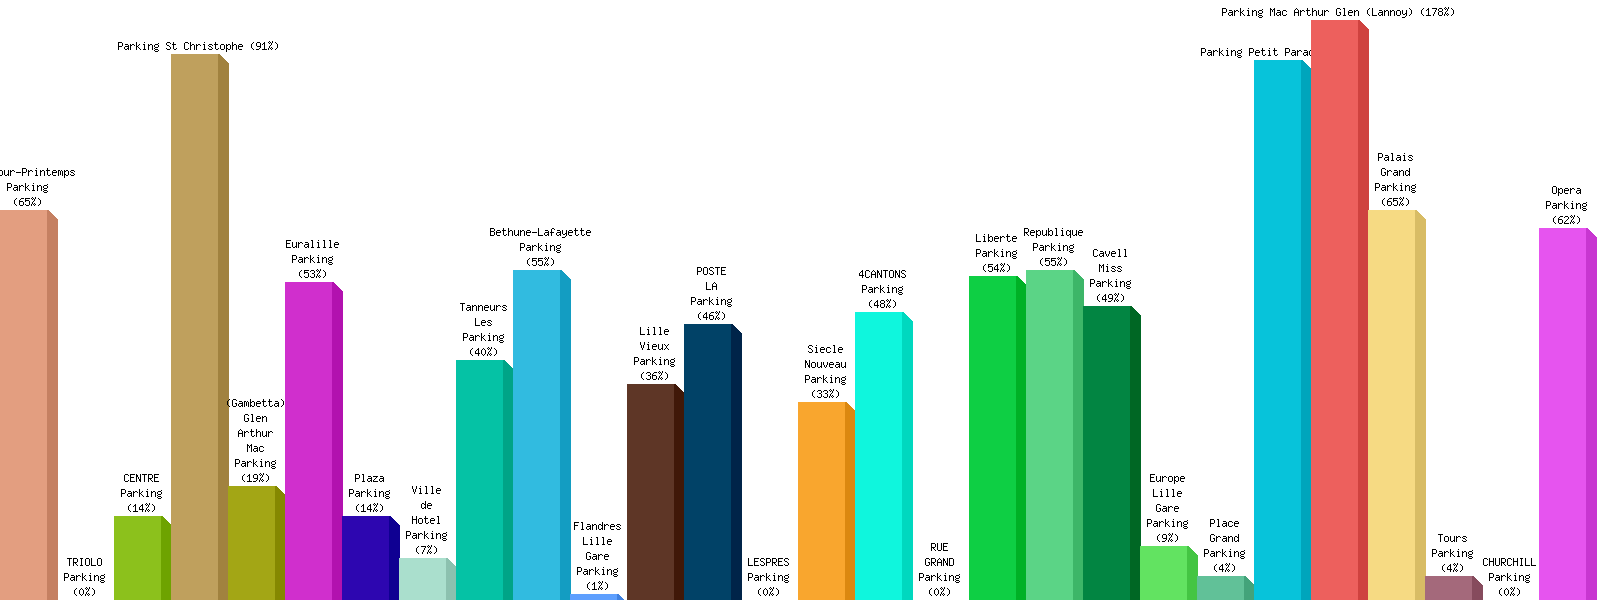 our-Printemps
Parking
(65%)
TRIOLO
Parking
(0%)
CENTRE
Parking
(14%)
Parking St Christophe (91%)
(Gambetta)
Glen
Arthur
Mac
Parking
(19%)
Euralille
Parking
(53%)
Plaza
Parking
(14%)
Ville
de
Hotel
Parking
(7%)
Tanneurs
Les
Parking
(40%)
Bethune-Lafayette
Parking
(55%)
Flandres
Lille
Gare
Parking
(1%)
Lille
Vieux
Parking
(36%)
POSTE
LA
Parking
(46%)
LESPRES
Parking
(0%)
Siecle
Nouveau
Parking
(33%)
4CANTONS
Parking
(48%)
RUE
GRAND
Parking
(0%)
Liberte
Parking
(54%)
Republique
Parking
(55%)
Cavell
Miss
Parking
(49%)
Europe
Lille
Gare
Parking
(9%)
Place
Grand
Parking
(4%)
Parking Petit Parad
Parking Mac Arthur Glen (Lannoy) (178%)
Palais
Grand
Parking
(65%)
Tours
Parking
(4%)
CHURCHILL
Parking
(0%)
Opera
Parking
(62%)